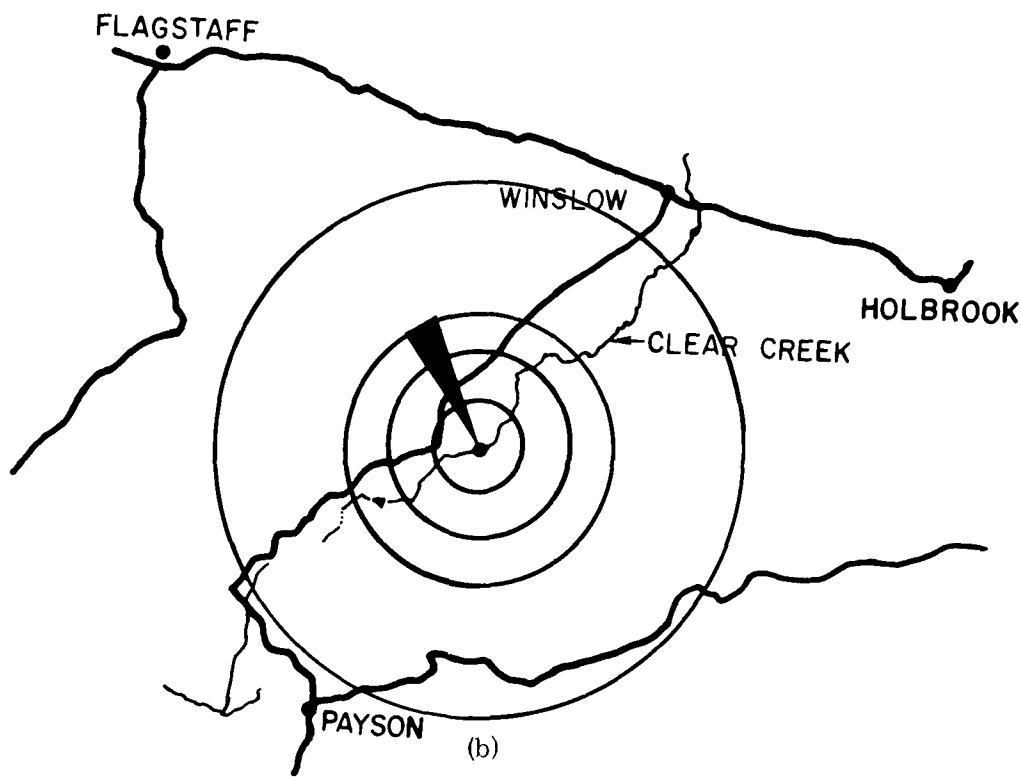 FLAGSTAFF
WINSLOW
HOLBROOK
CLEAR CREEK
PAYSON
(b)